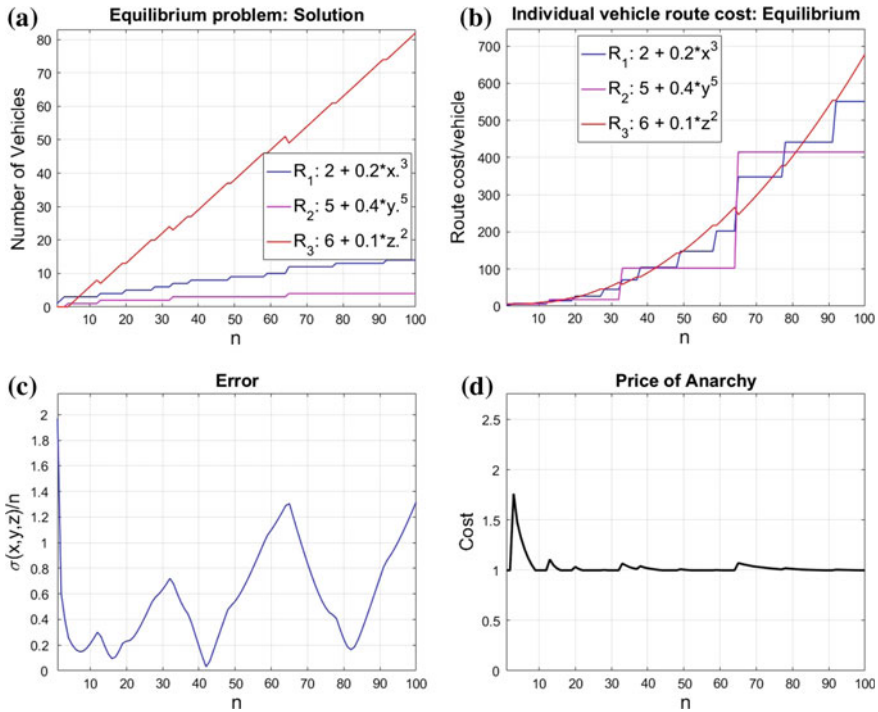 (a)
Equilibrium problem: Solution
80
70
60
50
40
30
20
10
0
Number of Vehicles
R₁: 2 + 0.2*x.³
R₂: 5 + 0.4*y.⁵
R₃: 6 + 0.1*z.²
10 20 30 40 50 60 70 80 90 100
n
(b)
Individual vehicle route cost: Equilibrium
700
600
500
400
300
200
100
0
Route cost/vehicle
R₁: 2 + 0.2*x³
R₂: 5 + 0.4*y⁵
R₃: 6 + 0.1*z²
10 20 30 40 50 60 70 80 90 100
n
(c)
Error
2
1.8
1.6
1.4
1.2
1
0.8
0.6
0.4
0.2
0
σ(x,y,z)/n
10 20 30 40 50 60 70 80 90 100
n
(d)
Price of Anarchy
2.5
2
1.5
1
0.5
0
Cost
10 20 30 40 50 60 70 80 90 100
n